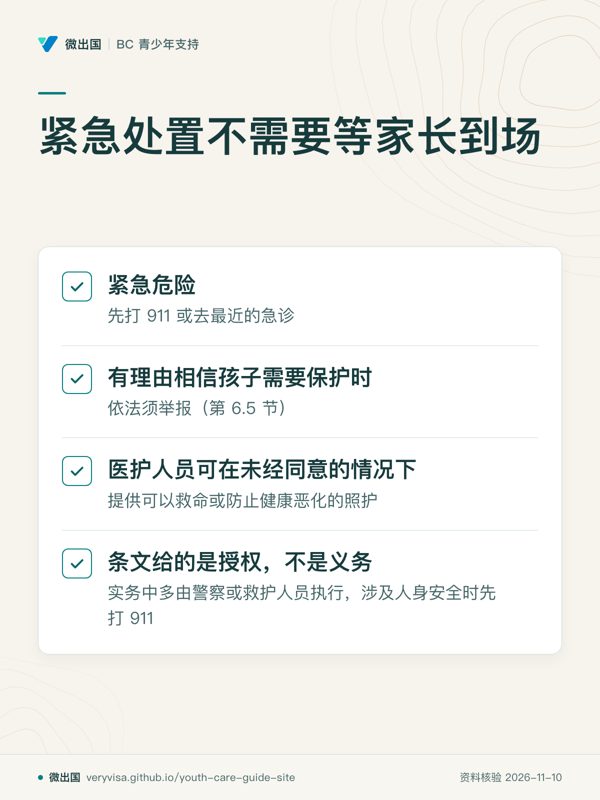 微出国 | BC 青少年支持
紧急处置不需要等家长到场
紧急危险
先打 911 或去最近的急诊
有理由相信孩子需要保护时
依法须举报（第 6.5 节）
医护人员可在未经同意的情况下
提供可以救命或防止健康恶化的照护
条文给的是授权，不是义务
实务中多由警察或救护人员执行，涉及人身安全时先
打 911
微出国 veryvisa.github.io/youth-care-guide-site
资料核验 2026-11-10